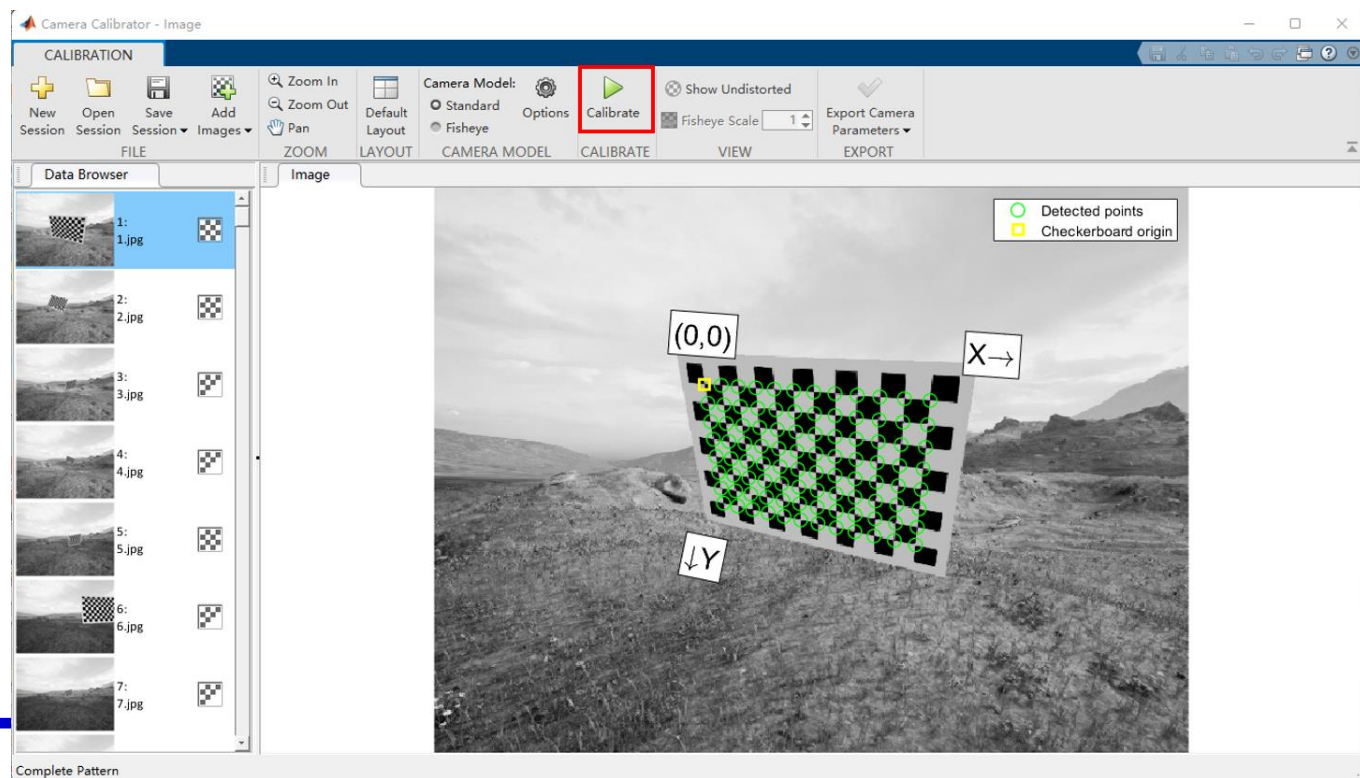 Camera Calibrator - Image
CALIBRATION
New Session
Open Session
Save Session
Add Images
FILE
Zoom In
Zoom Out
Pan
ZOOM
Default Layout
LAYOUT
Camera Model:
Standard
Fisheye
Options
CAMERA MODEL
Calibrate
CALIBRATE
Show Undistorted
Fisheye Scale 1
VIEW
Export Camera Parameters
EXPORT
Data Browser
Image
1:
1.jpg
2:
2.jpg
3:
3.jpg
4:
4.jpg
5:
5.jpg
6:
6.jpg
7:
7.jpg
Detected points
Checkerboard origin
(0,0)
X→
↓Y
Complete Pattern